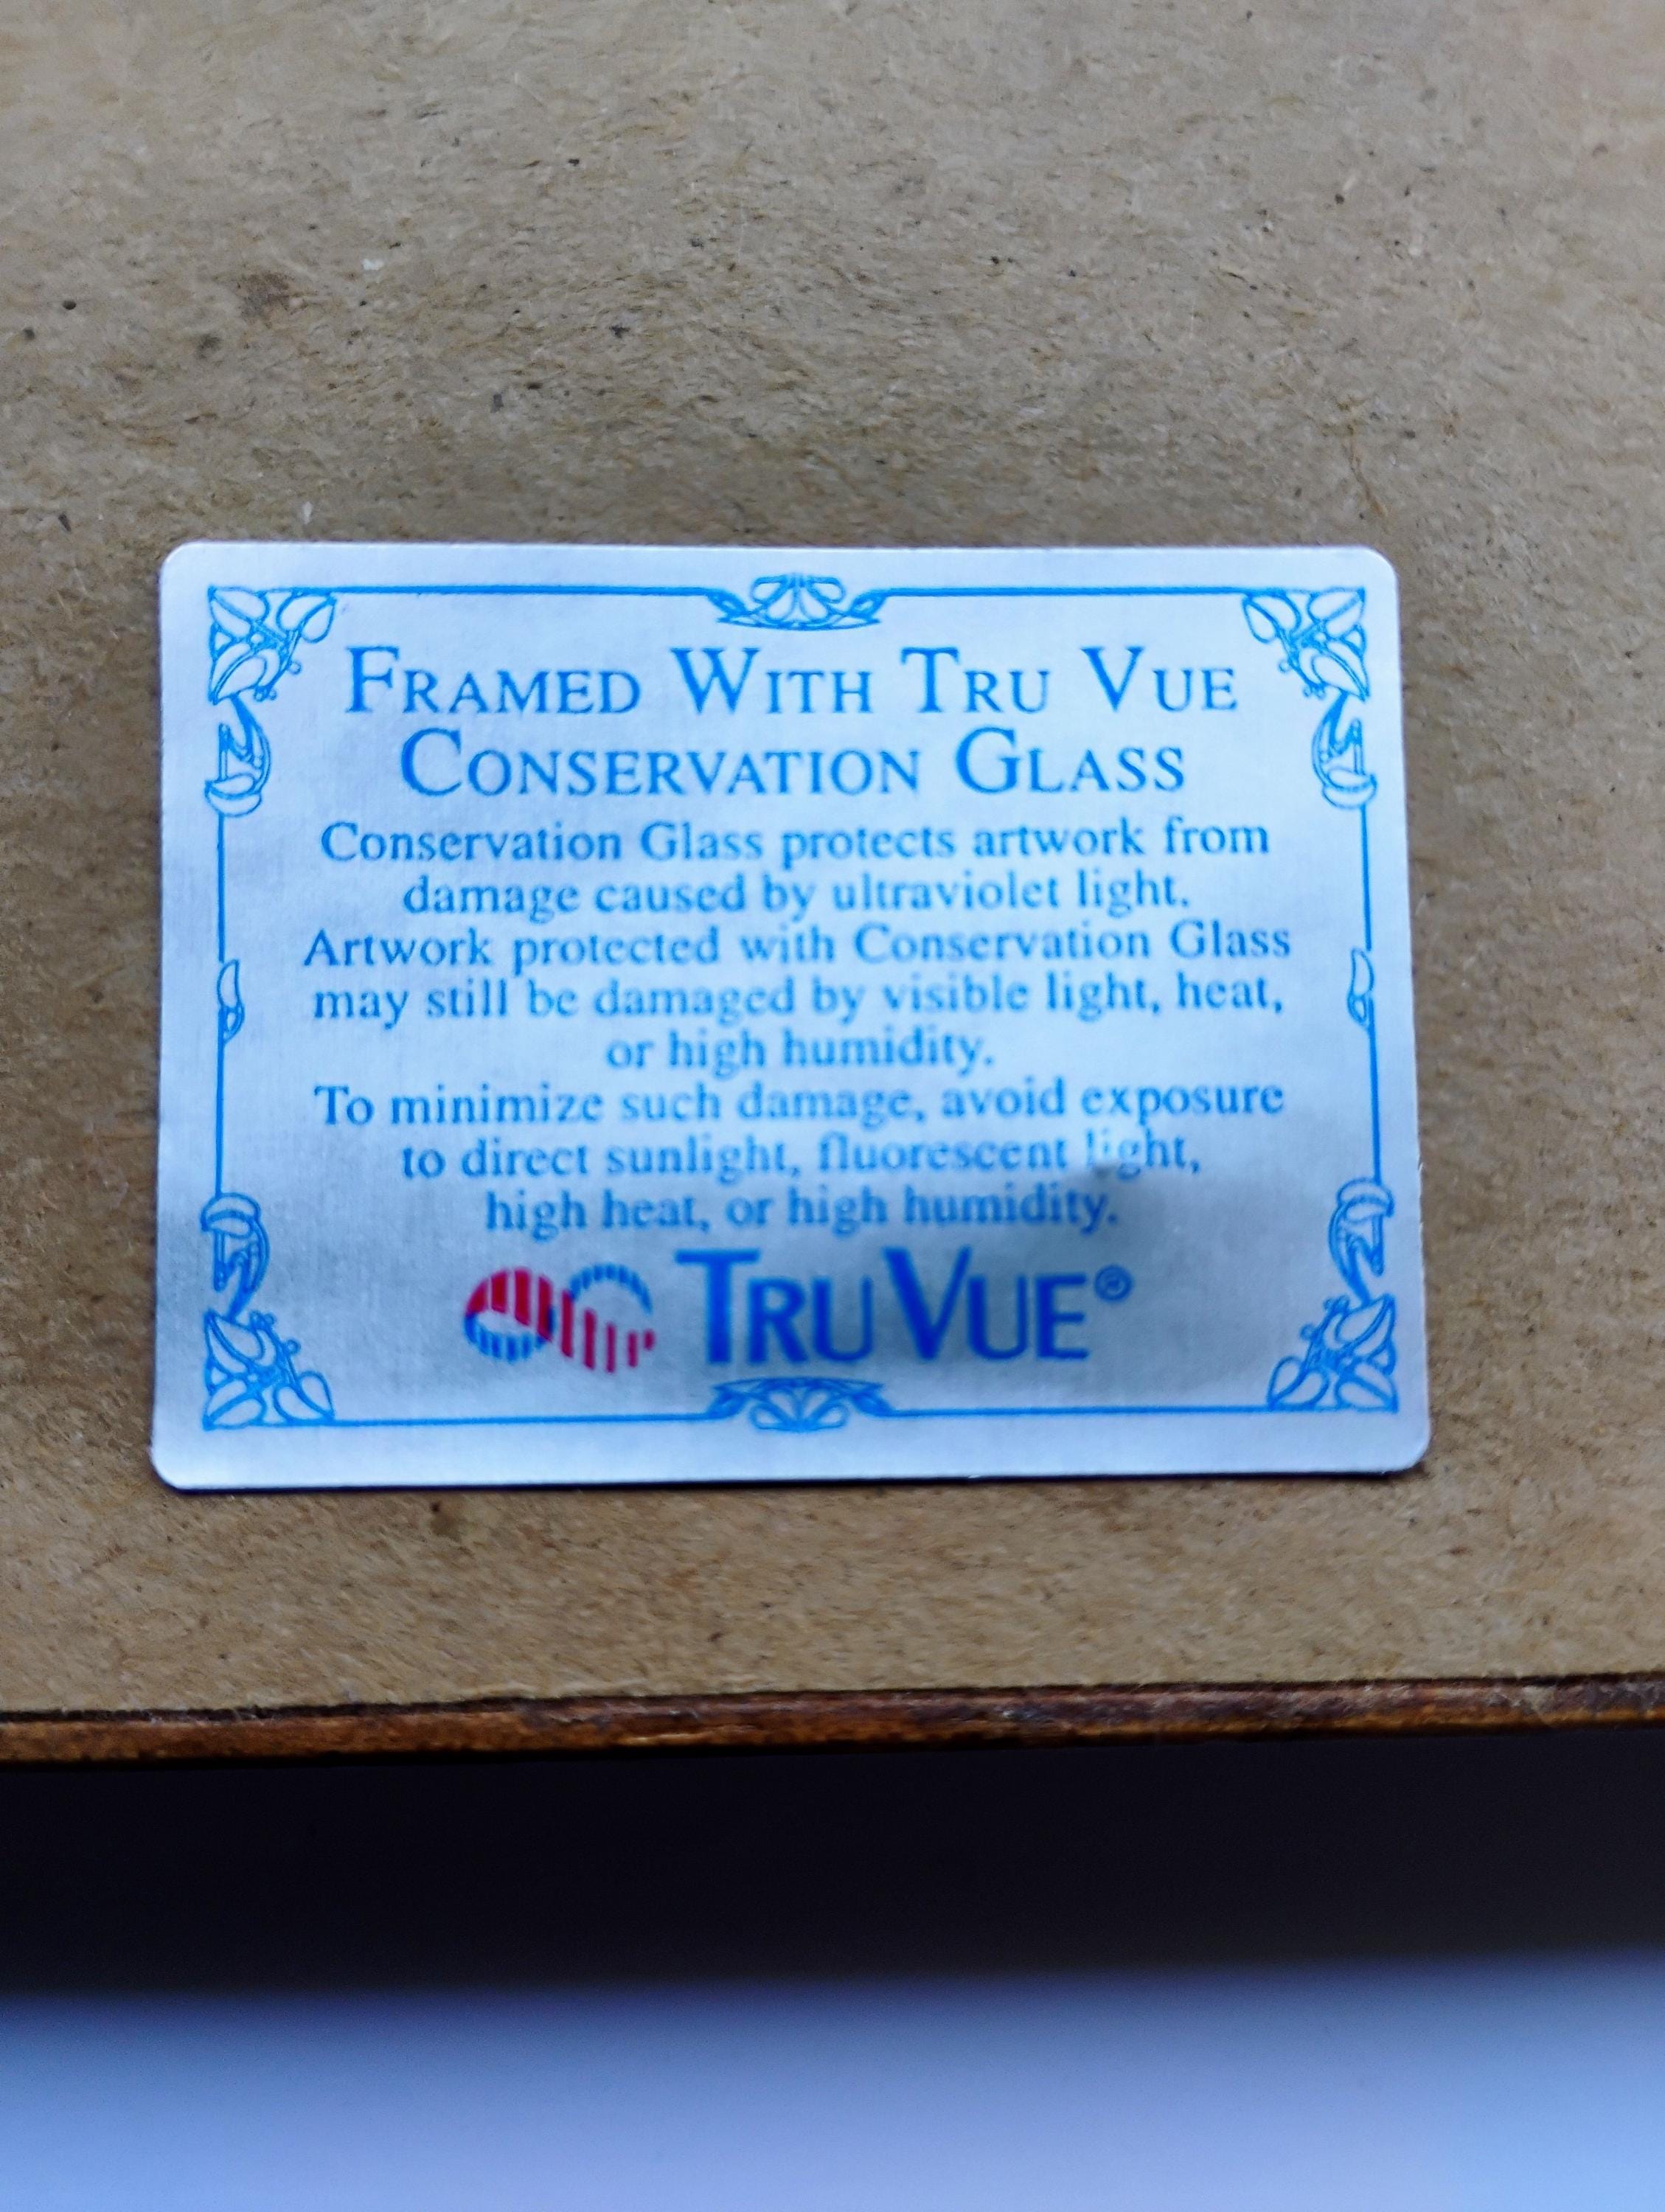 FRAMED WITH TRU VUE
CONSERVATION GLASS
Conservation Glass protects artwork from
damage caused by ultraviolet light.
Artwork protected with Conservation Glass
may still be damaged by visible light, heat,
or high humidity.
To minimize such damage, avoid exposure
to direct sunlight, fluorescent light,
high heat, or high humidity.
TRU VUE®